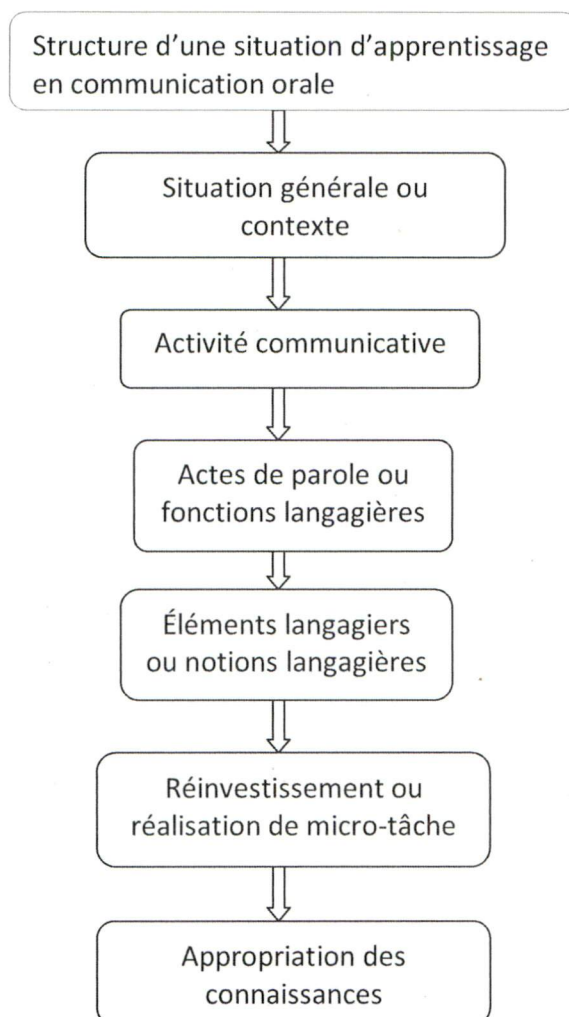 Structure d'une situation d'apprentissage
en communication orale
Situation générale ou
contexte
Activité communicative
Actes de parole ou
fonctions langagières
Éléments langagiers
ou notions langagières
Réinvestissement ou
réalisation de micro-tâche
Appropriation des
connaissances